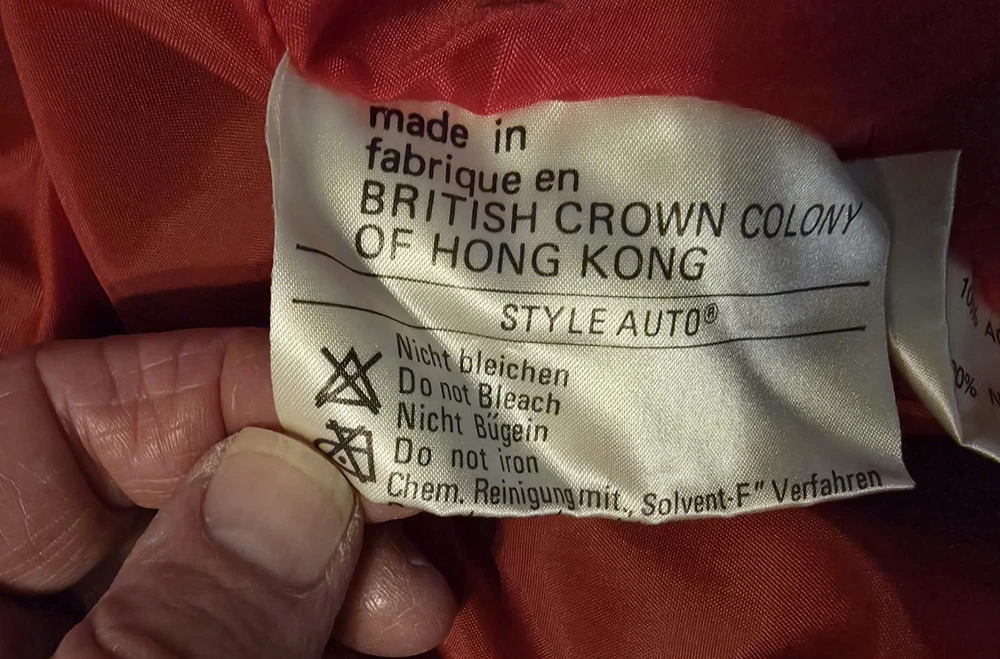 made in
fabrique en
BRITISH CROWN COLONY
OF HONG KONG
STYLE AUTO®
Nicht bleichen
Do not Bleach
Nicht Bügeln
Do not iron
Chem. Reinigung mit „Solvent-F" Verfahren